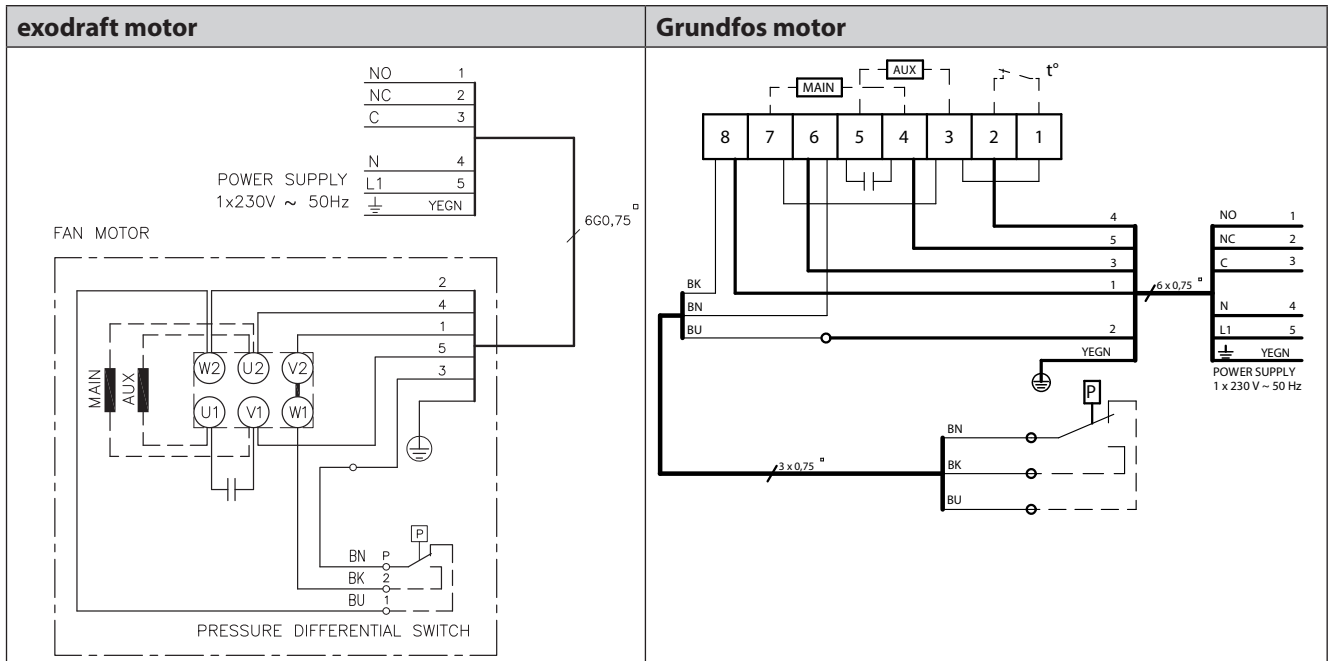 exodraft motor
NO 1
NC 2
C 3
N 4
POWER SUPPLY
L1 5
1x230V ~ 50Hz
YEGN
6G0,75 ▫
FAN MOTOR
2
4
1
5
3
W2 U2 V2
MAIN
AUX
U1 V1 W1
P
BN P
BK 2
BU 1
PRESSURE DIFFERENTIAL SWITCH
Grundfos motor
AUX
t°
MAIN
8 7 6 5 4 3 2 1
4
5
3
1
BK
BN
BU
2
YEGN
6 x 0,75 ▫
NO 1
NC 2
C 3
N 4
L1 5
YEGN
POWER SUPPLY
1 x 230 V ~ 50 Hz
P
BN
BK
BU
3 x 0,75 ▫